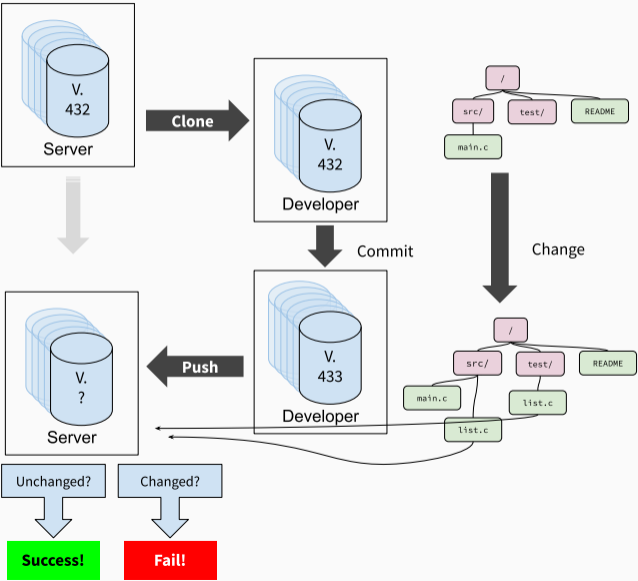 V.
432
Server
Clone
V.
432
Developer
/
src/
test/
README
main.c
Commit
Change
V.
?
Server
Push
V.
433
Developer
/
src/
test/
README
main.c
list.c
list.c
Unchanged?
Changed?
Success!
Fail!